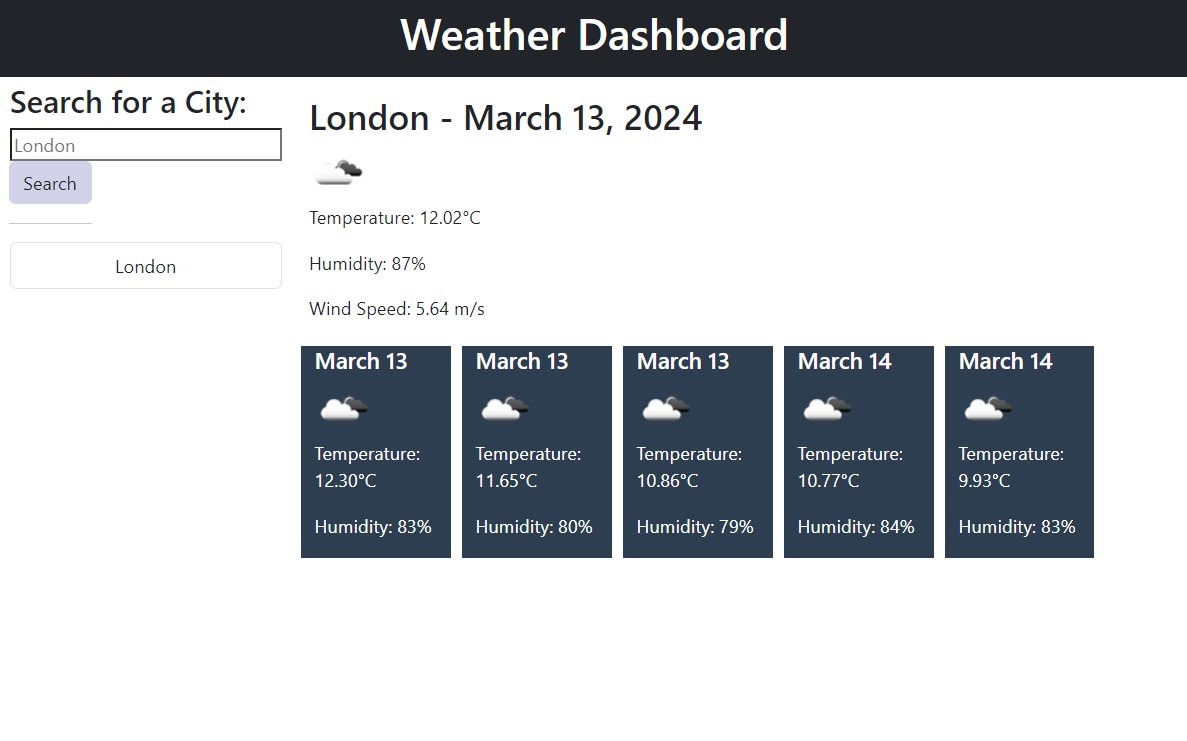 Weather Dashboard
Search for a City:
London
Search
London
London - March 13, 2024
Temperature: 12.02°C
Humidity: 87%
Wind Speed: 5.64 m/s
March 13
Temperature:
12.30°C
Humidity: 83%
March 13
Temperature:
11.65°C
Humidity: 80%
March 13
Temperature:
10.86°C
Humidity: 79%
March 14
Temperature:
10.77°C
Humidity: 84%
March 14
Temperature:
9.93°C
Humidity: 83%